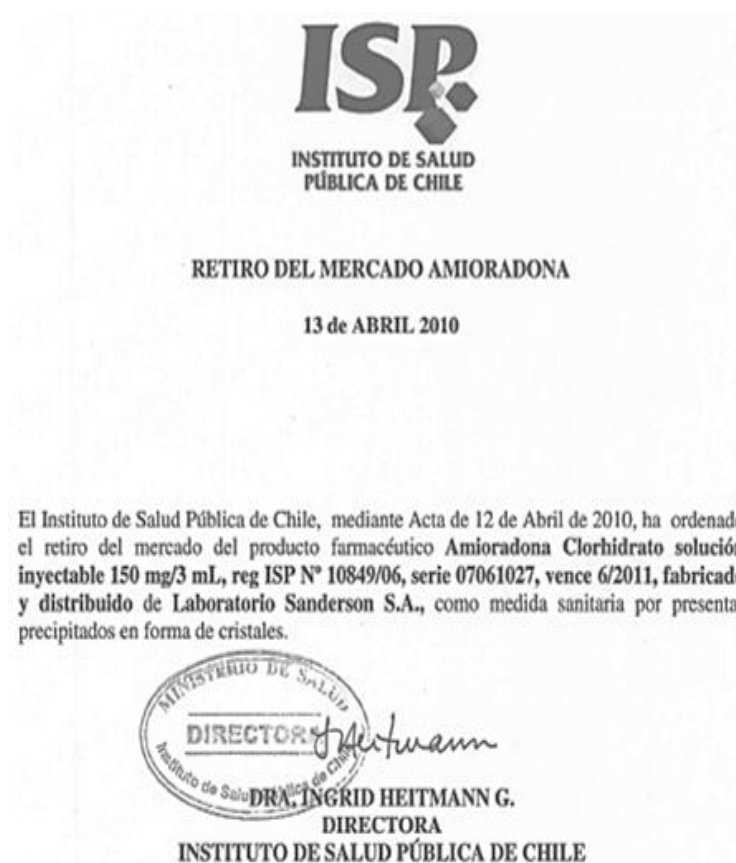 ISP
INSTITUTO DE SALUD
PÚBLICA DE CHILE
RETIRO DEL MERCADO AMIORADONA
13 de ABRIL 2010
El Instituto de Salud Pública de Chile, mediante Acta de 12 de Abril de 2010, ha ordenad
el retiro del mercado del producto farmacéutico Amioradona Clorhidrato solució
inyectable 150 mg/3 mL, reg ISP Nº 10849/06, serie 07061027, vence 6/2011, fabricad
y distribuido de Laboratorio Sanderson S.A., como medida sanitaria por presenta
precipitados en forma de cristales.
MINISTERIO DE SALUD
DIRECTOR
Instituto de Salud Pública de Chile
I Heitmann
DRA. INGRID HEITMANN G.
DIRECTORA
INSTITUTO DE SALUD PÚBLICA DE CHILE